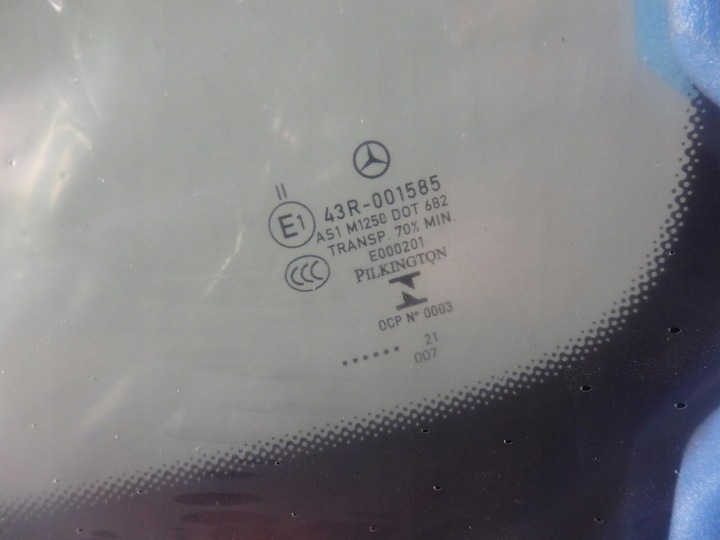 II
E1
43R-001585
AS1 M1250 DOT 682
TRANSP. 70% MIN.
E000201
CCC
PILKINGTON
OCP N° 0003
...... 21
007